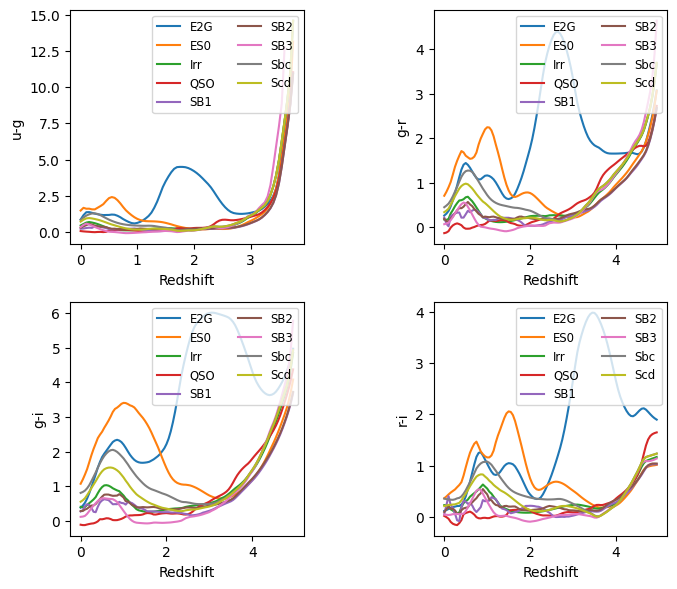 15.0
12.5
10.0
7.5
5.0
2.5
0.0
u-g
0 1 2 3
Redshift
E2G SB2
ES0 SB3
Irr Sbc
QSO Scd
SB1
4
3
2
1
0
g-r
0 2 4
Redshift
E2G SB2
ES0 SB3
Irr Sbc
QSO Scd
SB1
6
5
4
3
2
1
0
g-i
0 2 4
Redshift
E2G SB2
ES0 SB3
Irr Sbc
QSO Scd
SB1
4
3
2
1
0
r-i
0 2 4
Redshift
E2G SB2
ES0 SB3
Irr Sbc
QSO Scd
SB1